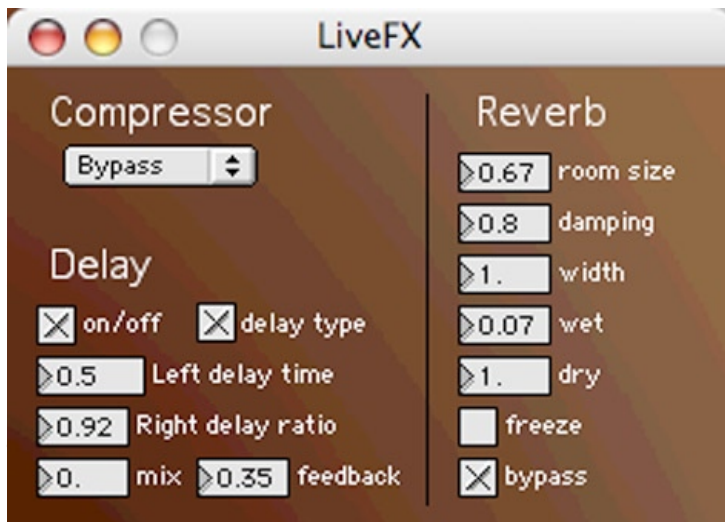 LiveFX
Compressor
Bypass
Delay
on/off delay type
0.5 Left delay time
0.92 Right delay ratio
0. mix 0.35 feedback
Reverb
0.67 room size
0.8 damping
1. width
0.07 wet
1. dry
freeze
bypass